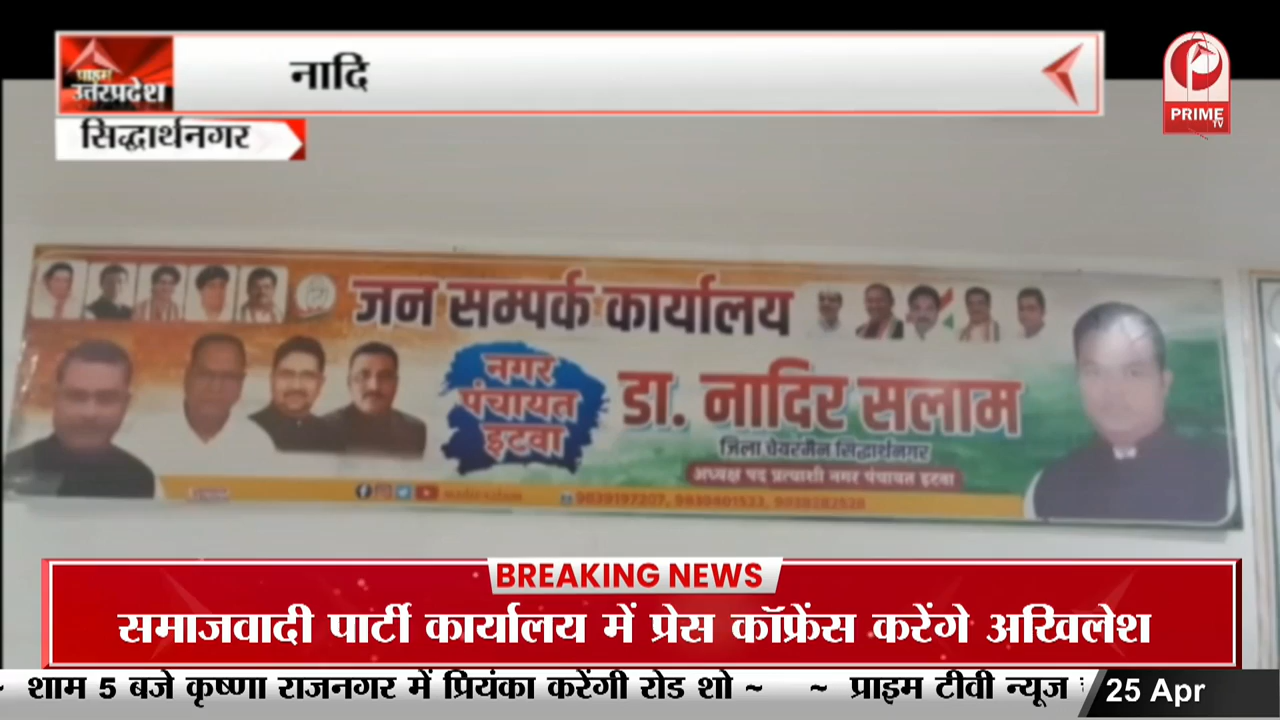 नादि
प्राइम
उत्तरप्रदेश
सिद्धार्थनगर
PRIME
TV
जन सम्पर्क कार्यालय
नगर
पंचायत
इटवा
डा. नादिर सलाम
जिला चेयरमैन सिद्धार्थनगर
अध्यक्ष पद प्रत्याशी नगर पंचायत इटवा
BREAKING NEWS
समाजवादी पार्टी कार्यालय में प्रेस कॉफ्रेंस करेंगे अखिलेश
~ शाम 5 बजे कृष्णा राजनगर में प्रियंका करेंगी रोड शो ~ ~ प्राइम टीवी न्यूज
25 Apr